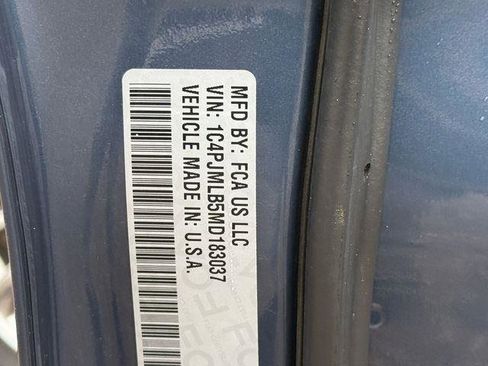 MFD BY: FCA US LLC
VIN: 1C4PJMLB5MD183037
VEHICLE MADE IN: U.S.A.